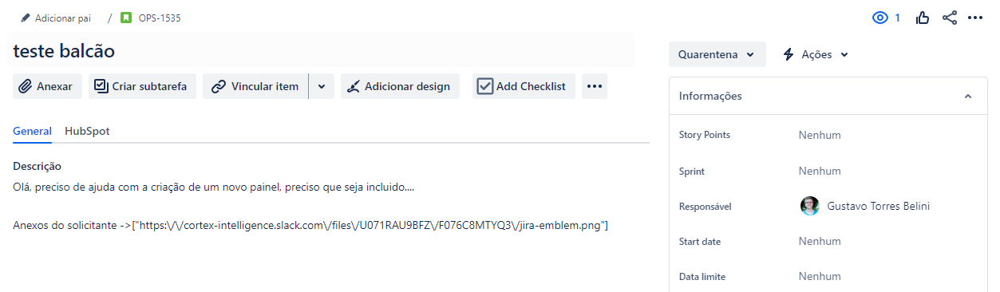 Adicionar pai / OPS-1535
1
teste balcão
Quarentena
Ações
Anexar
Criar subtarefa
Vincular item
Adicionar design
Add Checklist
Informações
General
HubSpot
Story Points Nenhum
Descrição
Sprint Nenhum
Olá, preciso de ajuda com a criação de um novo painel, preciso que seja incluido....
Responsável Gustavo Torres Belini
Anexos do solicitante ->["https:\/\/cortex-intelligence.slack.com\/files\/U071RAU9BFZ\/F076C8MTYQ3\/jira-emblem.png"]
Start date Nenhum
Data limite Nenhum